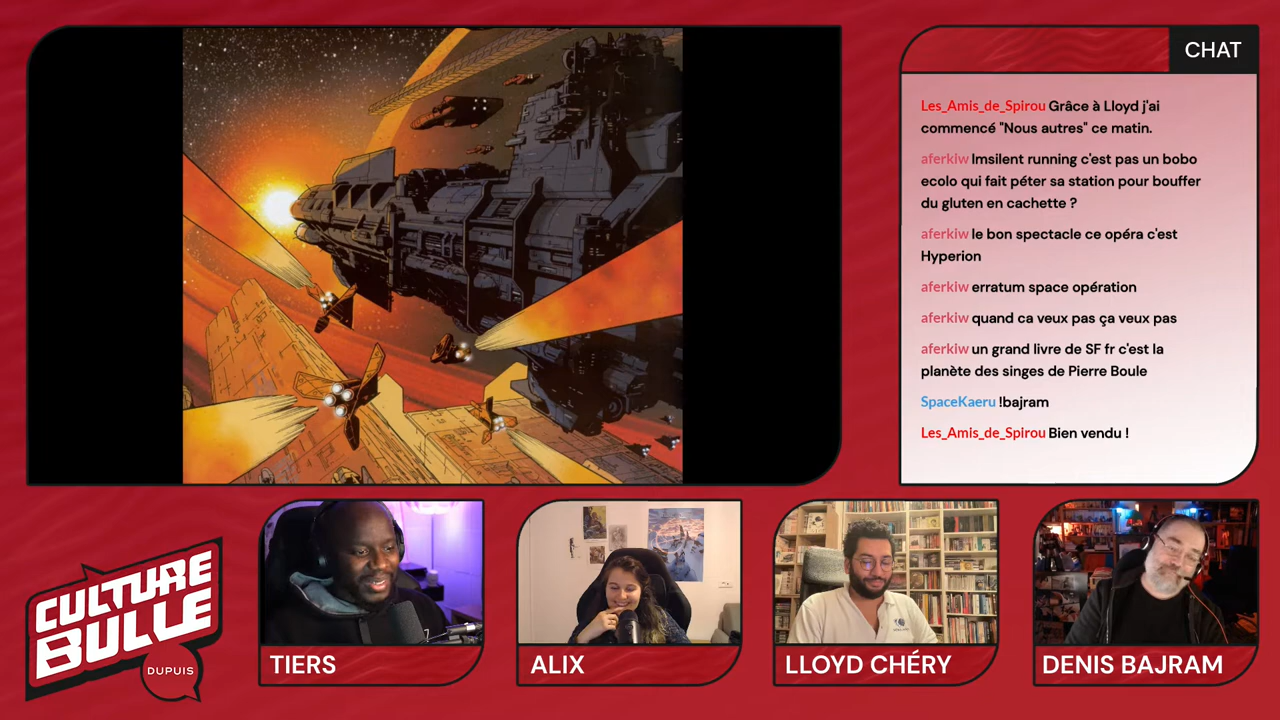 CHAT
Les_Amis_de_Spirou Grâce à Lloyd j'ai
commencé "Nous autres" ce matin.
aferkiw lmsilent running c'est pas un bobo
ecolo qui fait péter sa station pour bouffer
du gluten en cachette ?
aferkiw le bon spectacle ce opéra c'est
Hyperion
aferkiw erratum space opération
aferkiw quand ca veux pas ça veux pas
aferkiw un grand livre de SF fr c'est la
planète des singes de Pierre Boule
SpaceKaeru !bajram
Les_Amis_de_Spirou Bien vendu !
CULTURE
BULLE
DUPUIS
TIERS
ALIX
LLOYD CHÉRY
DENIS BAJRAM